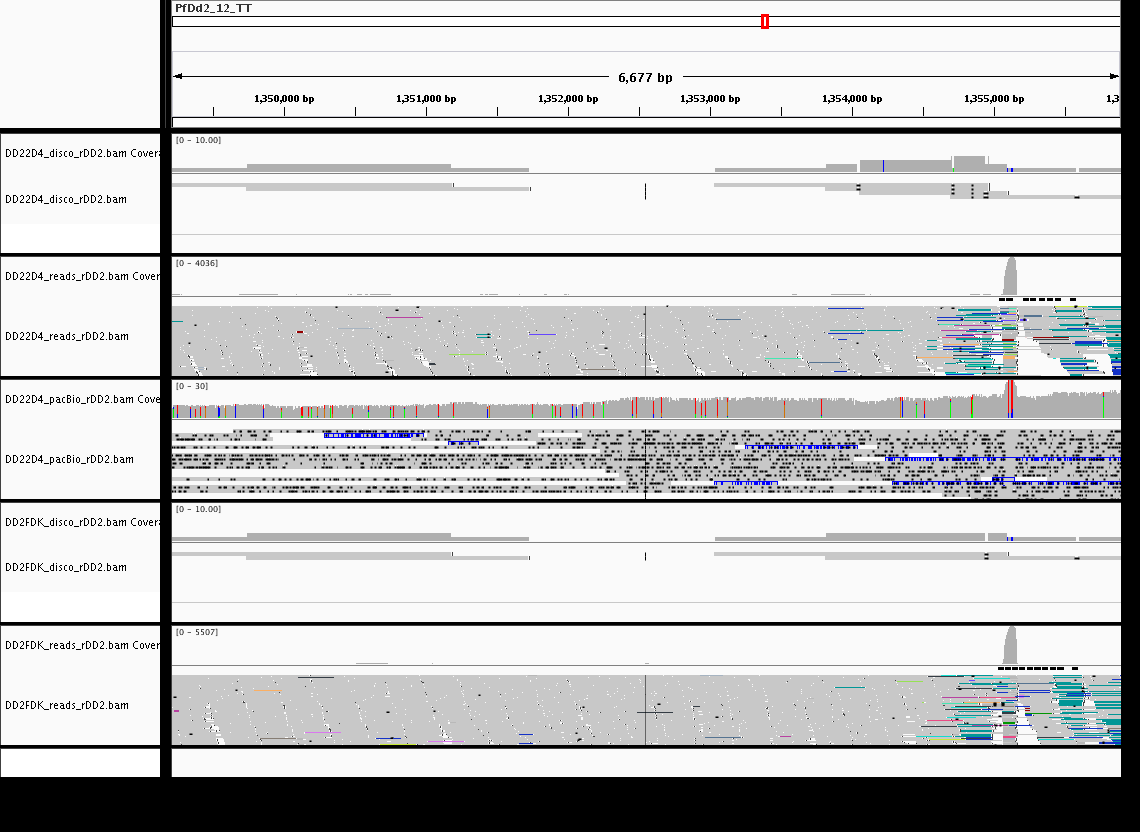 PfDd2_12_TT
6,677 bp
1,350,000 bp 1,351,000 bp 1,352,000 bp 1,353,000 bp 1,354,000 bp 1,355,000 bp 1,3
[0 - 10.00]
DD22D4_disco_rDD2.bam Cover
DD22D4_disco_rDD2.bam
[0 - 4036]
DD22D4_reads_rDD2.bam Cover
DD22D4_reads_rDD2.bam
[0 - 30]
DD22D4_pacBio_rDD2.bam Cove
DD22D4_pacBio_rDD2.bam
[0 - 10.00]
DD2FDK_disco_rDD2.bam Cover
DD2FDK_disco_rDD2.bam
[0 - 5507]
DD2FDK_reads_rDD2.bam Cover
DD2FDK_reads_rDD2.bam